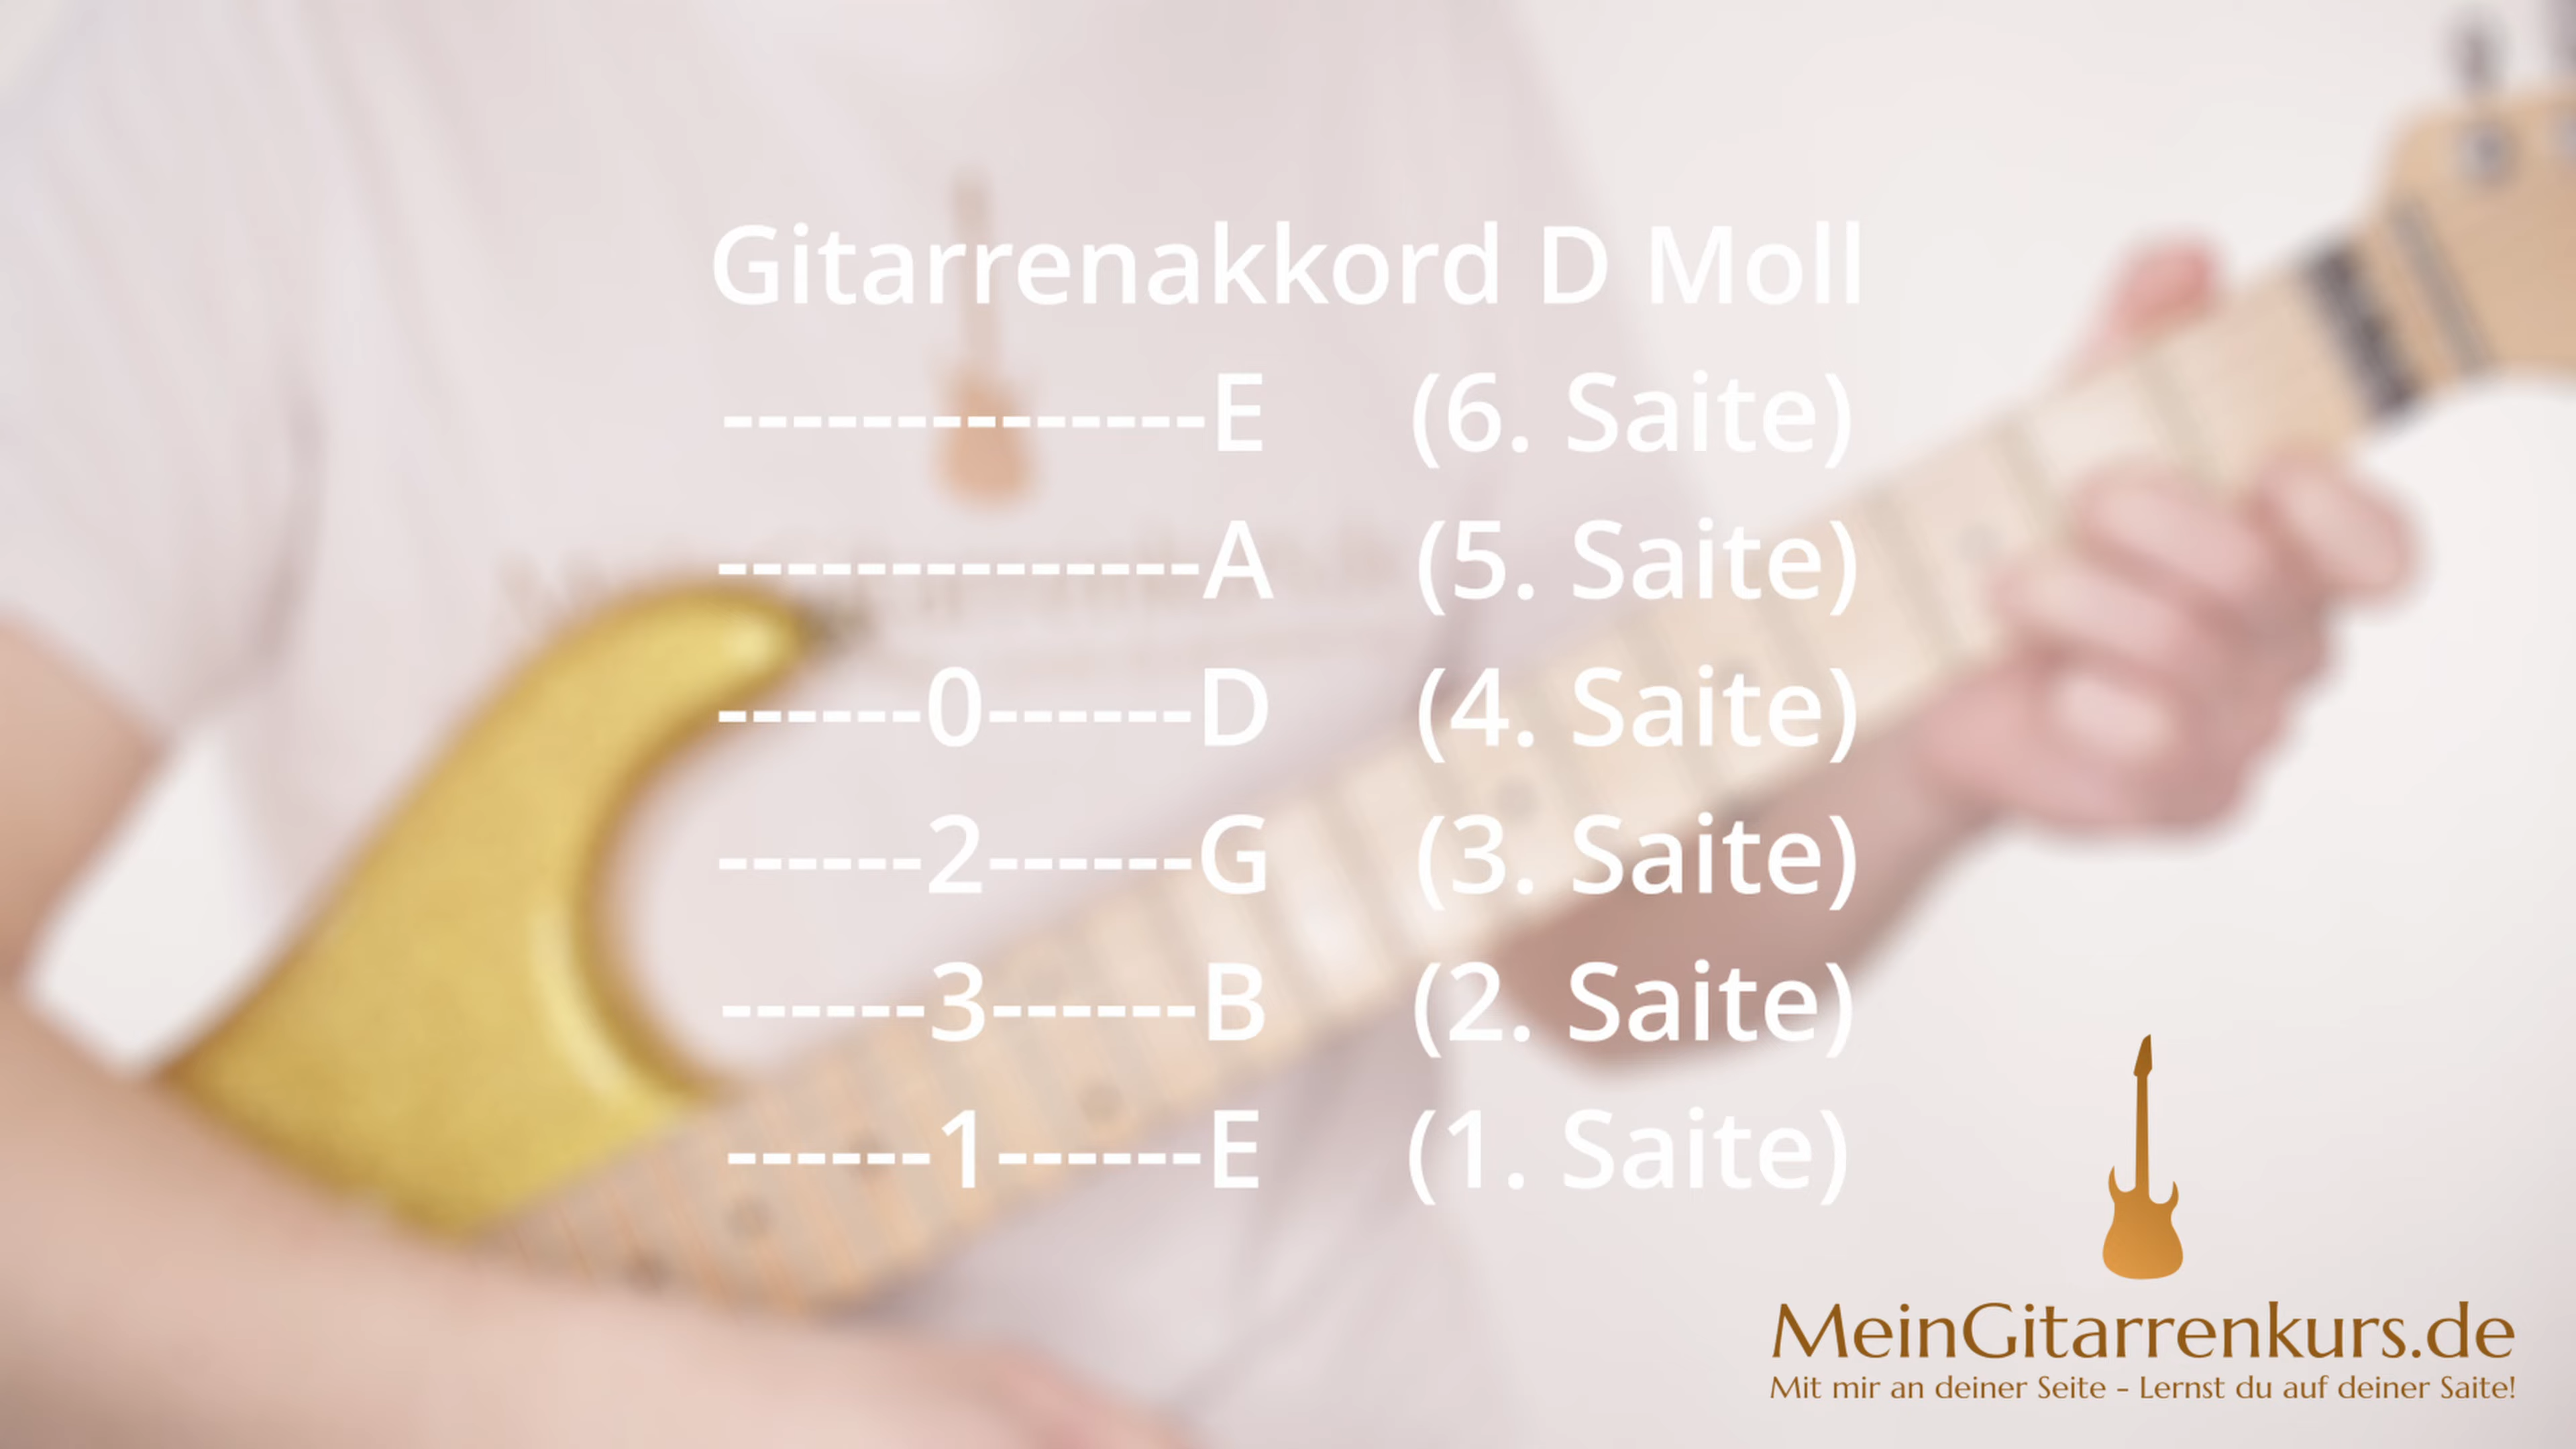 Gitarrenakkord D Moll
--------------E (6. Saite)
--------------A (5. Saite)
------0------D (4. Saite)
------2------G (3. Saite)
------3------B (2. Saite)
------1------E (1. Saite)
MeinGitarrenkurs.de
Mit mir an deiner Seite - Lernst du auf deiner Saite!